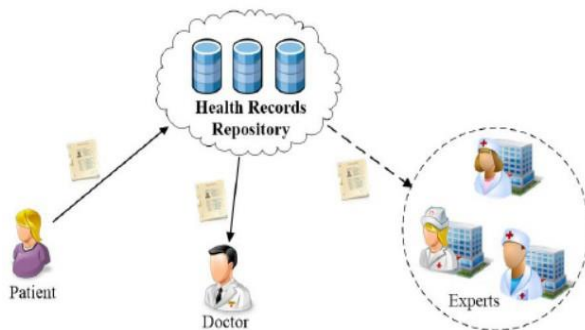 Health Records
Repository
Patient
Doctor
Experts